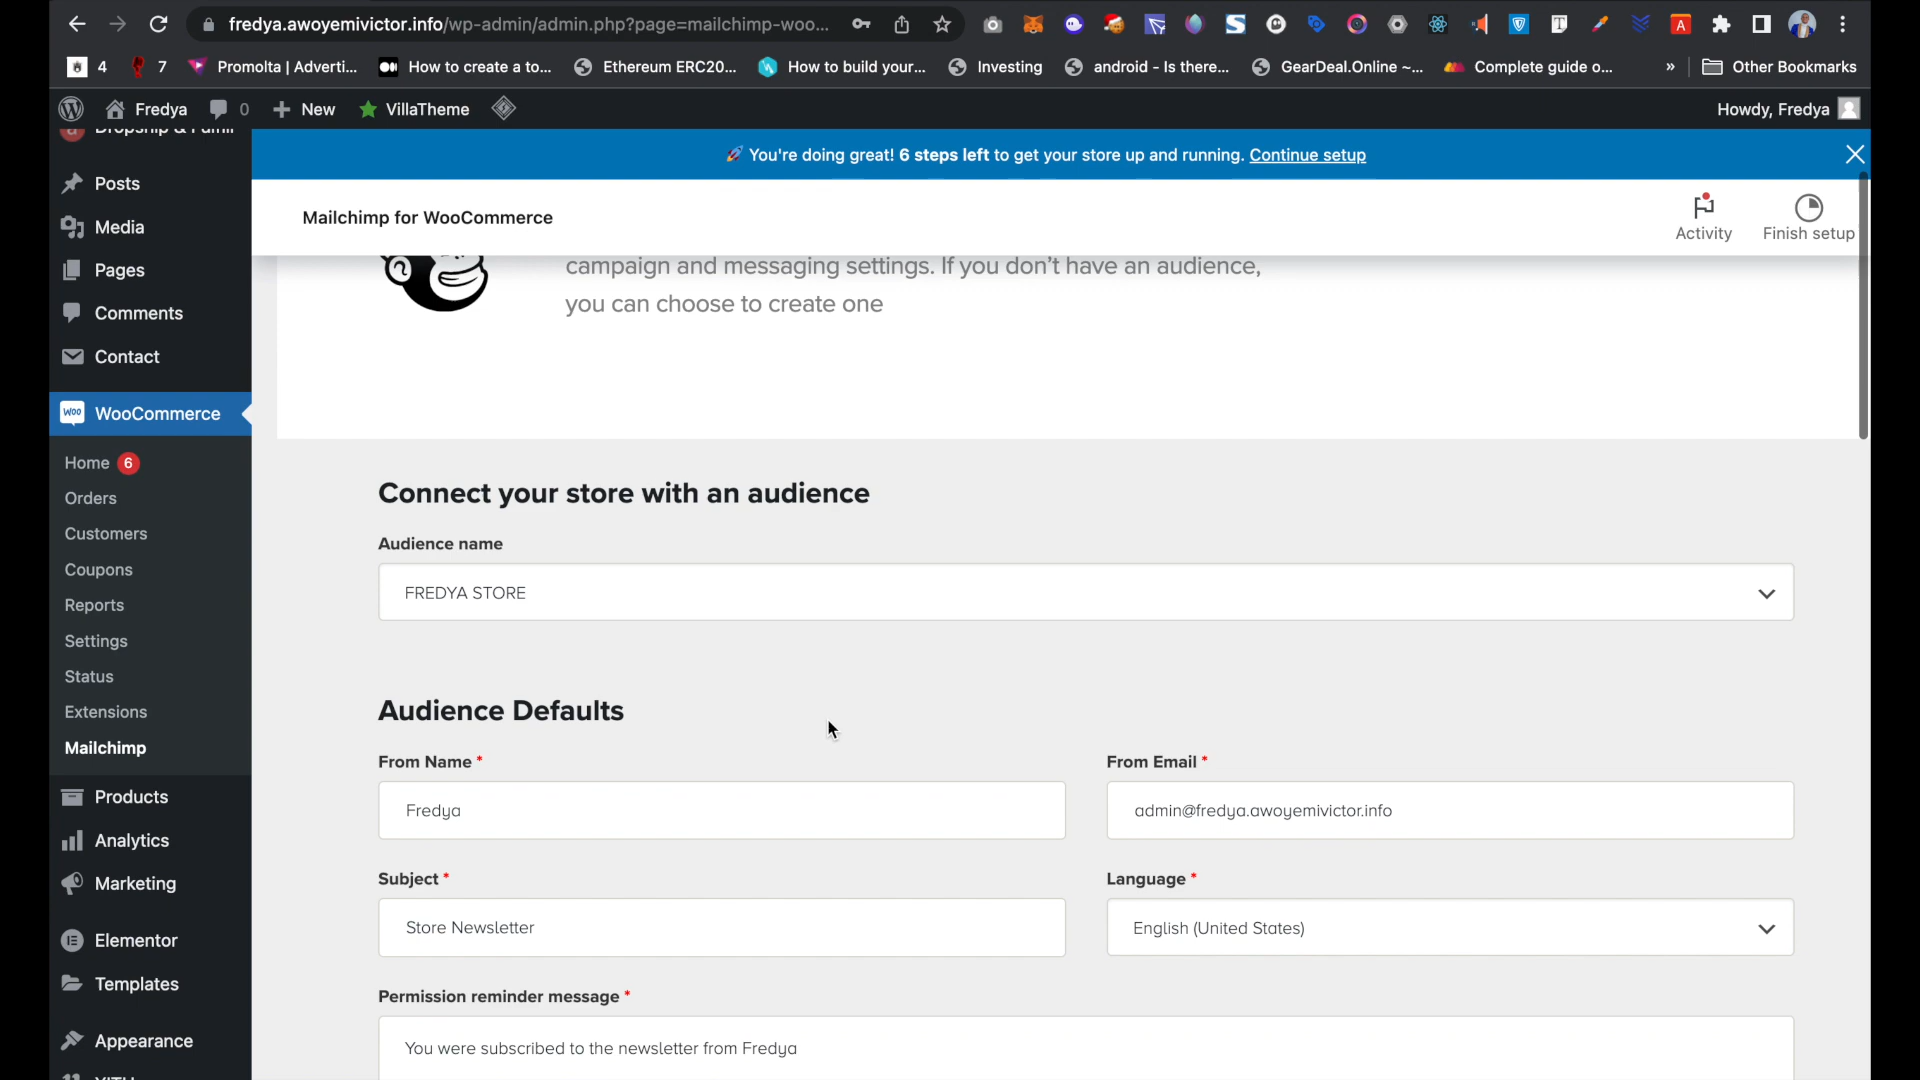 fredya.awoyemivictor.info/wp-admin/admin.php?page=mailchimp-woo...
4
7
Promolta | Adverti...
How to create a to...
Ethereum ERC20...
How to build your...
Investing
android - Is there...
GearDeal.Online ~...
Complete guide o...
»
Other Bookmarks
Fredya
0
New
VillaTheme
Howdy, Fredya
Posts
Media
Pages
Comments
Contact
WooCommerce
Home 6
Orders
Customers
Coupons
Reports
Settings
Status
Extensions
Mailchimp
Products
Analytics
Marketing
Elementor
Templates
Appearance
You're doing great! 6 steps left to get your store up and running. Continue setup
Mailchimp for WooCommerce
Activity
Finish setup
campaign and messaging settings. If you don't have an audience,
you can choose to create one
Connect your store with an audience
Audience name
FREDYA STORE
Audience Defaults
From Name *
From Email *
Fredya
admin@fredya.awoyemivictor.info
Subject *
Language *
Store Newsletter
English (United States)
Permission reminder message *
You were subscribed to the newsletter from Fredya